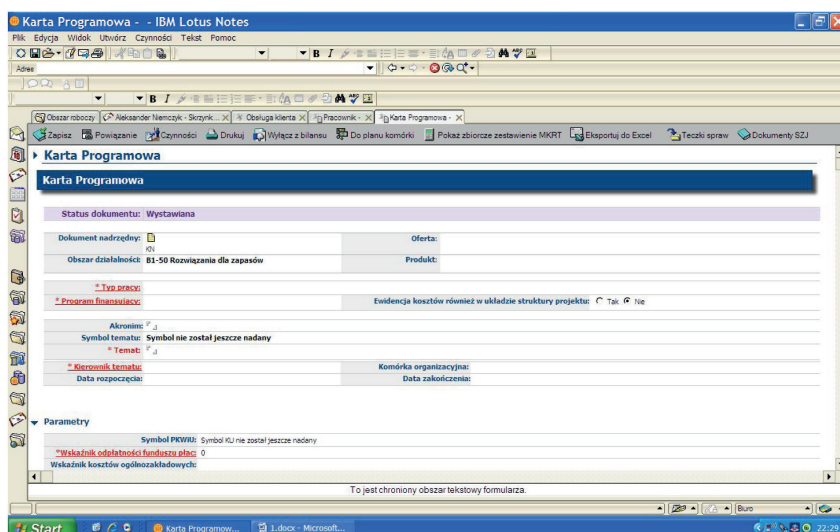 Karta Programowa - - IBM Lotus Notes
Plik Edycja Widok Utwórz Czynności Tekst Pomoc
Adres
Obszar roboczy Aleksander Niemczyk - Skrzynk... Obsługa klienta Pracownik - Karta Programowa -
Zapisz Powiązanie Czynności Drukuj Wyłącz z bilansu Do planu komórki Pokaż zbiorcze zestawienie MKRT Eksportuj do Excel Teczki spraw Dokumenty SZJ
Karta Programowa
Karta Programowa
Status dokumentu: Wystawiana
Dokument nadrzędny: Oferta:
KN
Obszar działalności: B1-50 Rozwiązania dla zapasów Produkt:
* Typ pracy:
* Program finansujący: Ewidencja kosztów również w układzie struktury projektu: Tak Nie
Akronim:
Symbol tematu: Symbol nie został jeszcze nadany
* Temat:
* Kierownik tematu: Komórka organizacyjna:
Data rozpoczęcia: Data zakończenia:
Parametry
Symbol PKWiU: Symbol KU nie został jeszcze nadany
*Wskaźnik odpłatności funduszu płac: 0
Wskaźnik kosztów ogólnozakładowych:
To jest chroniony obszar tekstowy formularza.
Biuro
Start Karta Programow... 1.docx - Microsoft... 22:29